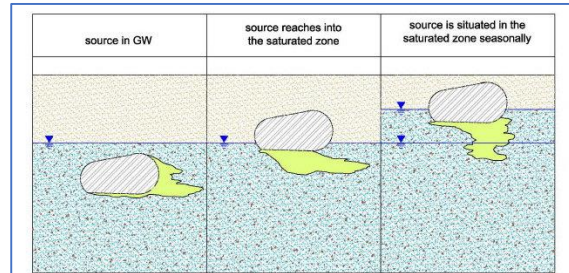 source in GW
source reaches into
the saturated zone
source is situated in the
saturated zone seasonally